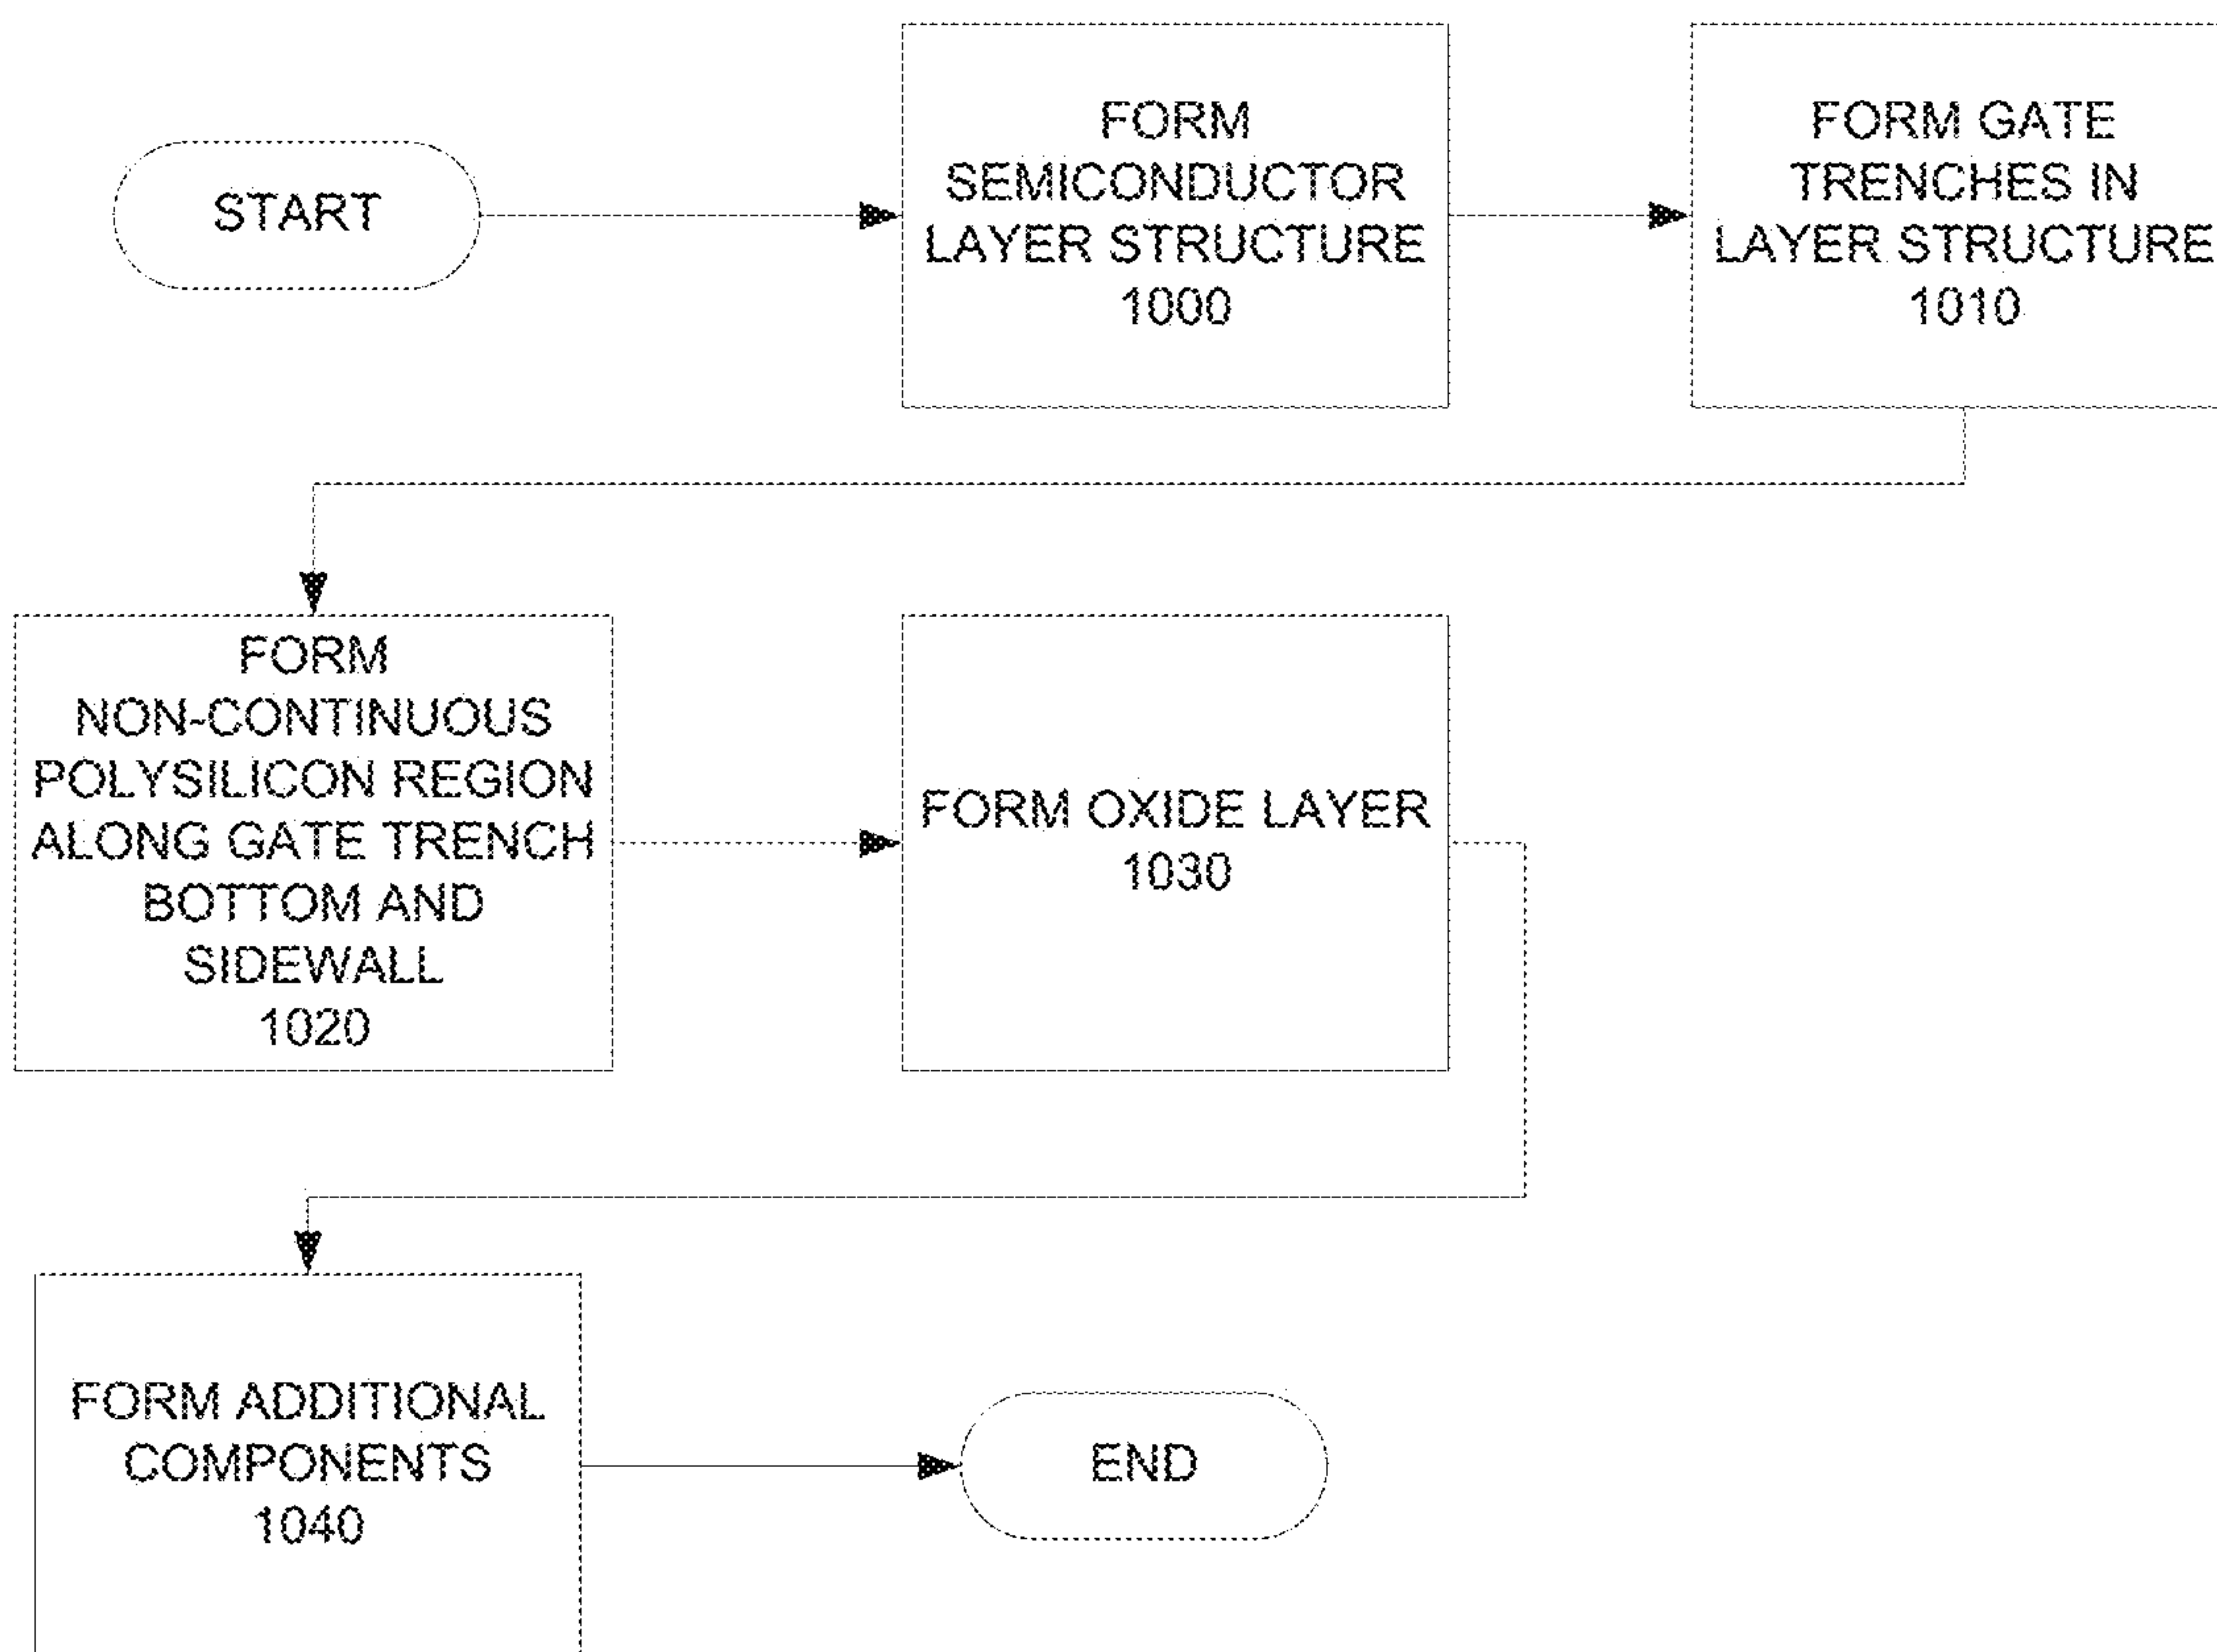 START
FORM
SEMICONDUCTOR
LAYER STRUCTURE
1000
FORM GATE
TRENCHES IN
LAYER STRUCTURE
1010
FORM
NON-CONTINUOUS
POLYSILICON REGION
ALONG GATE TRENCH
BOTTOM AND
SIDEWALL
1020
FORM OXIDE LAYER
1030
FORM ADDITIONAL
COMPONENTS
1040
END